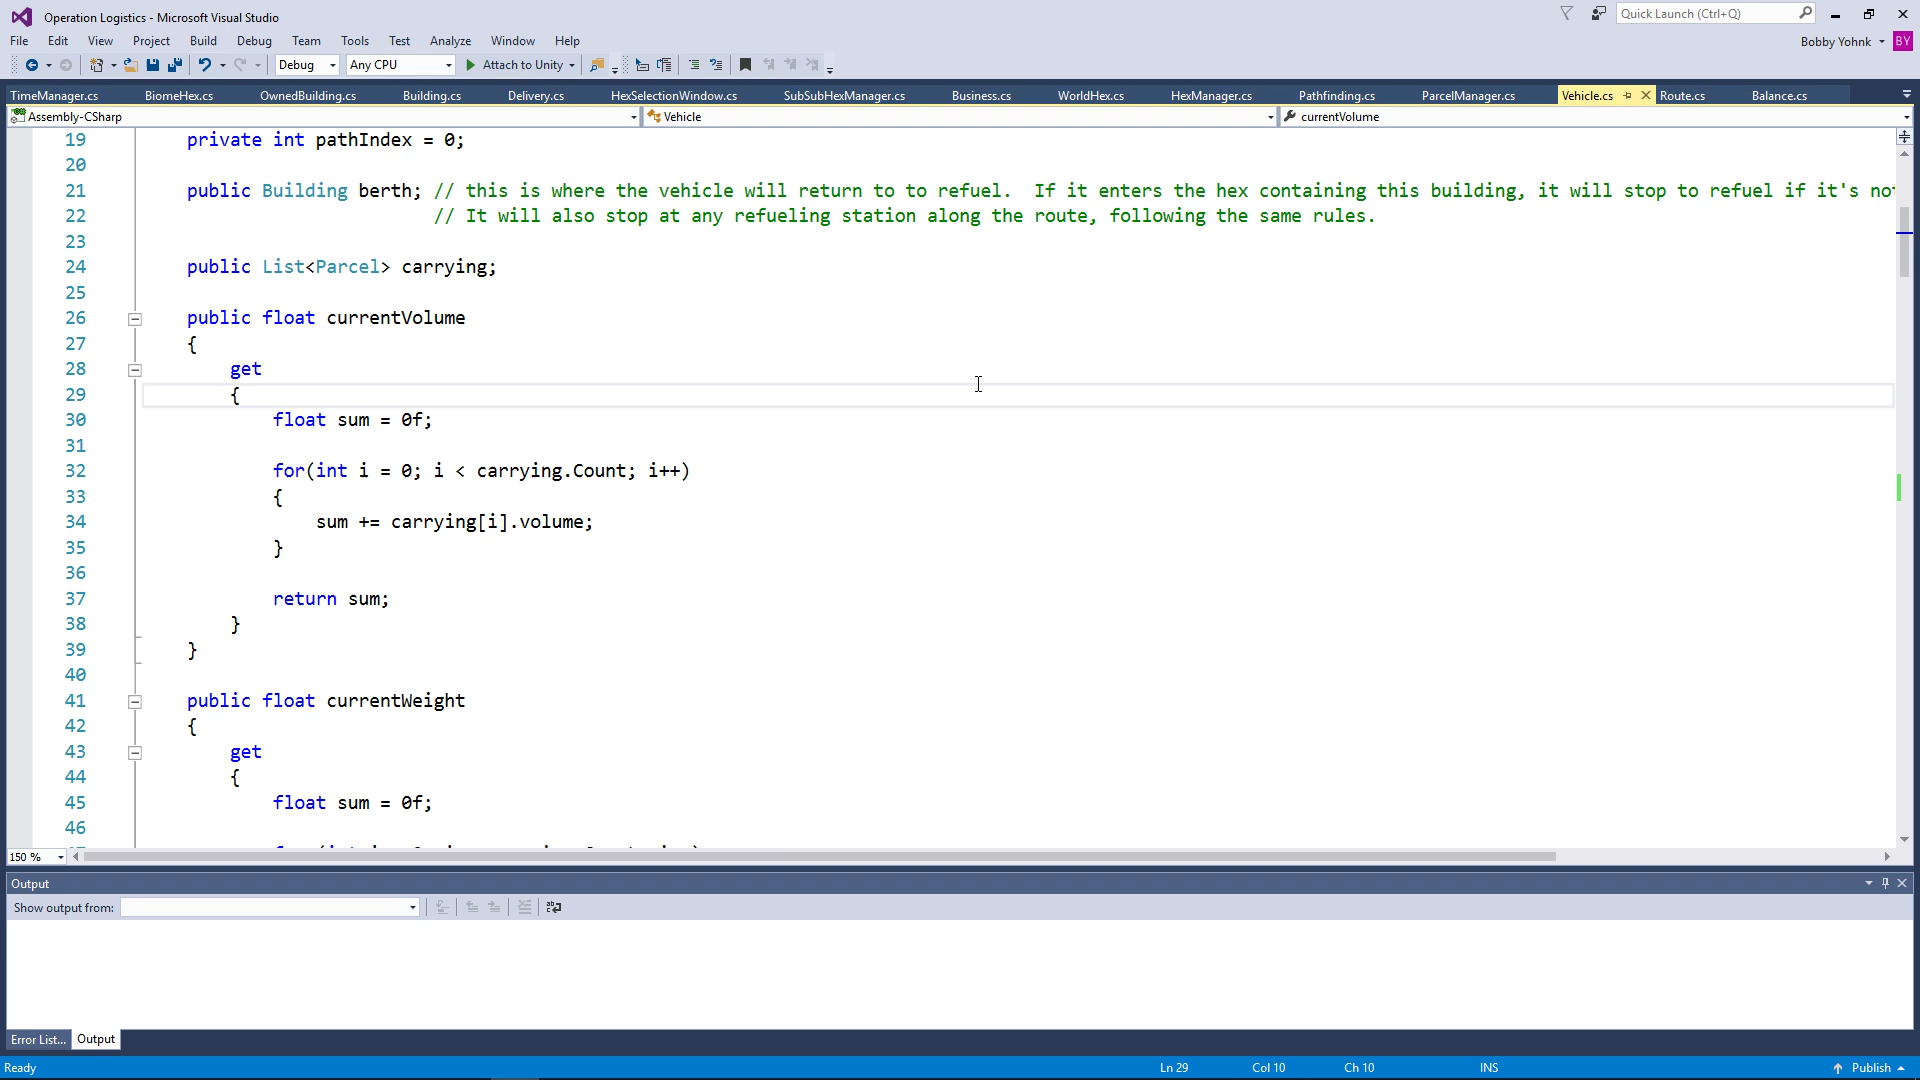 Operation Logistics - Microsoft Visual Studio
Quick Launch (Ctrl+Q)
File Edit View Project Build Debug Team Tools Test Analyze Window Help
Bobby Yohnk BY
Debug Any CPU Attach to Unity
TimeManager.cs BiomeHex.cs OwnedBuilding.cs Building.cs Delivery.cs HexSelectionWindow.cs SubSubHexManager.cs Business.cs WorldHex.cs HexManager.cs Pathfinding.cs ParcelManager.cs Vehicle.cs Route.cs Balance.cs
Assembly-CSharp Vehicle currentVolume
19 private int pathIndex = 0;
20
21 public Building berth; // this is where the vehicle will return to to refuel.  If it enters the hex containing this building, it will stop to refuel if it's no
22 // It will also stop at any refueling station along the route, following the same rules.
23
24 public List<Parcel> carrying;
25
26 public float currentVolume
27 {
28 get
29 {
30 float sum = 0f;
31
32 for(int i = 0; i < carrying.Count; i++)
33 {
34 sum += carrying[i].volume;
35 }
36
37 return sum;
38 }
39 }
40
41 public float currentWeight
42 {
43 get
44 {
45 float sum = 0f;
46
150 %
Output
Show output from:
Error List... Output
Ready Ln 29 Col 10 Ch 10 INS Publish